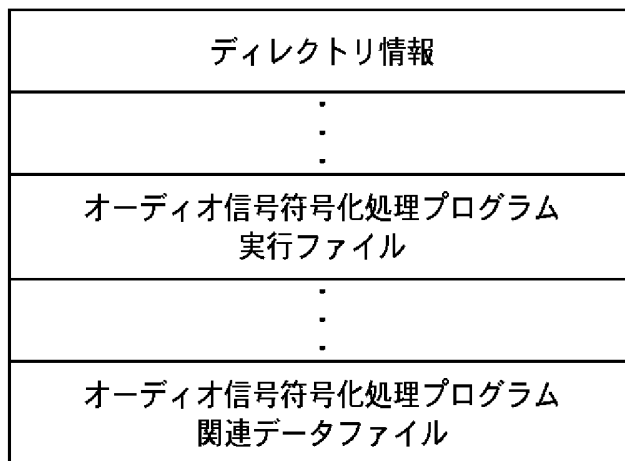 ディレクトリ情報
オーディオ信号符号化処理プログラム
実行ファイル
オーディオ信号符号化処理プログラム
関連データファイル